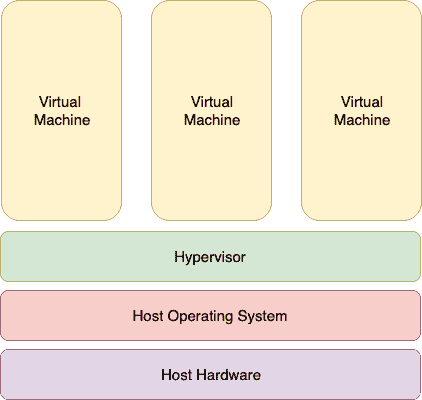 Virtual
Machine
Virtual
Machine
Virtual
Machine
Hypervisor
Host Operating System
Host Hardware